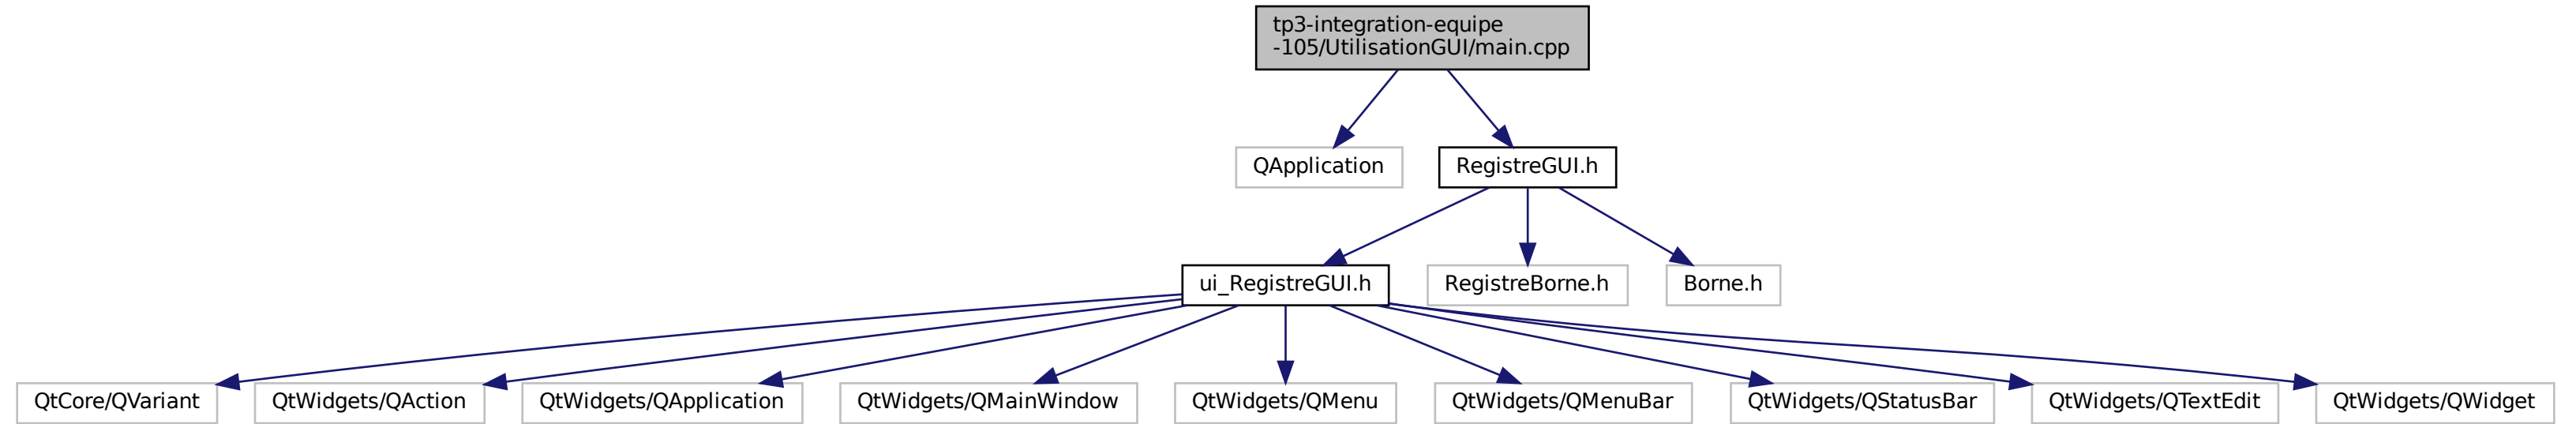 tp3-integration-equipe
-105/UtilisationGUI/main.cpp
QApplication
RegistreGUI.h
ui_RegistreGUI.h
RegistreBorne.h
Borne.h
QtCore/QVariant
QtWidgets/QAction
QtWidgets/QApplication
QtWidgets/QMainWindow
QtWidgets/QMenu
QtWidgets/QMenuBar
QtWidgets/QStatusBar
QtWidgets/QTextEdit
QtWidgets/QWidget